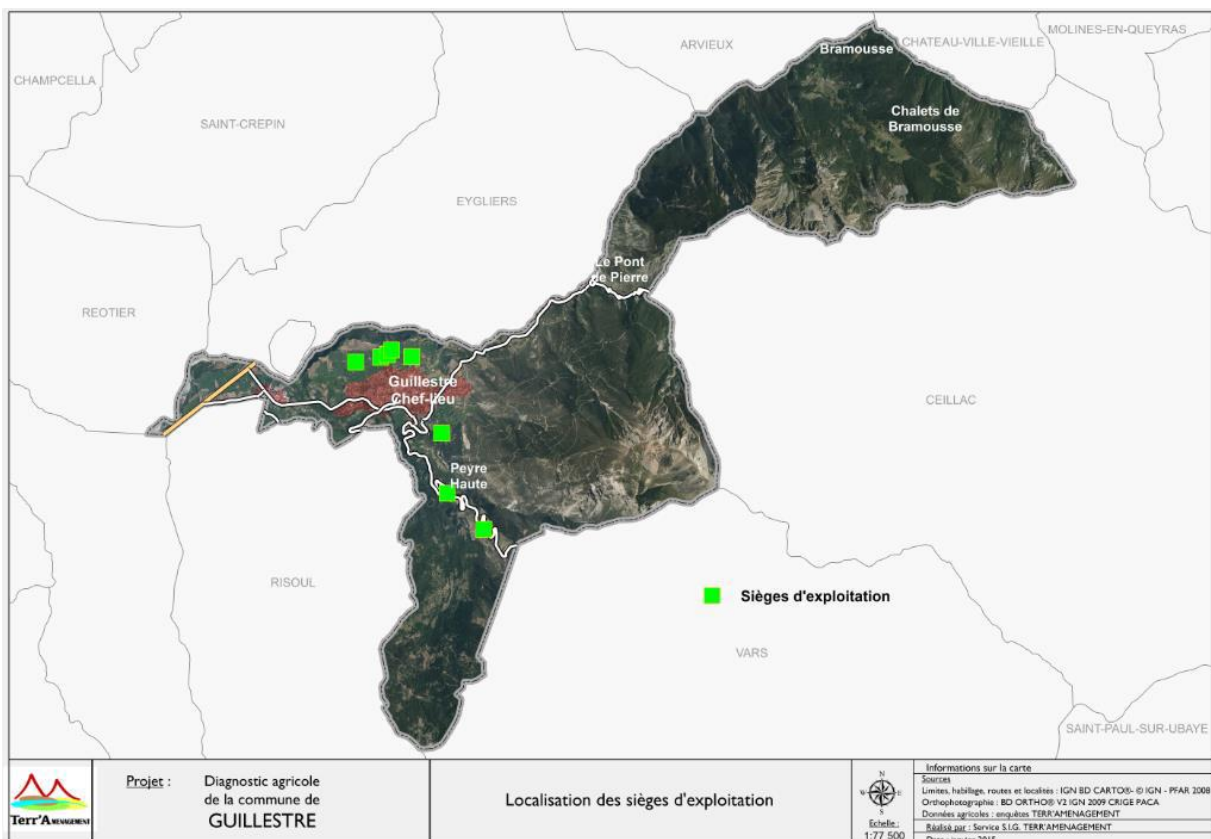 MOLINES-EN-QUEYRAS
ARVIEUX
Bramousse
CHATEAU-VILLE-VIEILLE
CHAMPCELLA
Chalets de
Bramousse
SAINT-CREPIN
EYGLIERS
Le Pont
de Pierre
REOTIER
Guillestre
Chef-lieu
CEILLAC
Peyre
Haute
RISOUL
Sièges d'exploitation
VARS
SAINT-PAUL-SUR-UBAYE
Terr'AMENAGEMENT
Projet :
Diagnostic agricole
de la commune de
GUILLESTRE
Localisation des sièges d'exploitation
N
W
E
S
Echelle :
1:77 500
Informations sur la carte
Sources
Limites, habillage, routes et localités : IGN BD CARTO® - © IGN - PFAR 2008
Orthophotographie : BD ORTHO® V2 IGN 2009 CRIGE PACA
Données agricoles : enquêtes TERR'AMENAGEMENT
Réalisé par : Service S.I.G. TERR'AMENAGEMENT